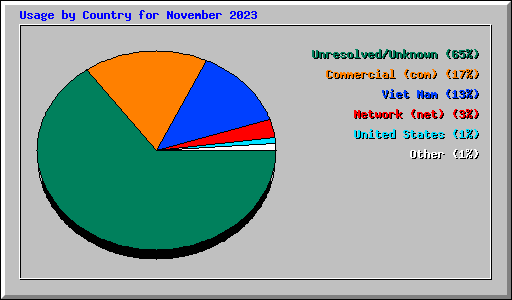 Usage by Country for November 2023
Unresolved/Unknown (65%)
Commercial (com) (17%)
Viet Nam (13%)
Network (net) (3%)
United States (1%)
Other (1%)